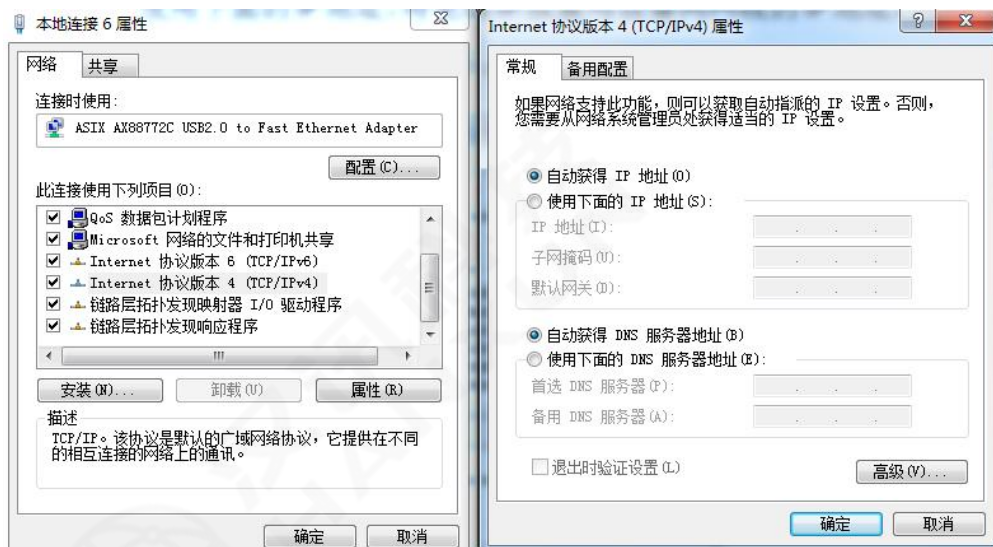 本地连接 6 属性
网络
共享
连接时使用:
ASIX AX88772C USB2.0 to Fast Ethernet Adapter
配置(C)...
此连接使用下列项目(O):
QoS 数据包计划程序
Microsoft 网络的文件和打印机共享
Internet 协议版本 6 (TCP/IPv6)
Internet 协议版本 4 (TCP/IPv4)
链路层拓扑发现映射器 I/O 驱动程序
链路层拓扑发现响应程序
安装(N)...
卸载(U)
属性(R)
描述
TCP/IP。该协议是默认的广域网络协议，它提供在不同
的相互连接的网络上的通讯。
确定
取消
Internet 协议版本 4 (TCP/IPv4) 属性
常规
备用配置
如果网络支持此功能，则可以获取自动指派的 IP 设置。否则，
您需要从网络系统管理员处获得适当的 IP 设置。
自动获得 IP 地址(O)
使用下面的 IP 地址(S):
IP 地址(I):
子网掩码(U):
默认网关(D):
自动获得 DNS 服务器地址(B)
使用下面的 DNS 服务器地址(E):
首选 DNS 服务器(P):
备用 DNS 服务器(A):
退出时验证设置(L)
高级(V)...
确定
取消